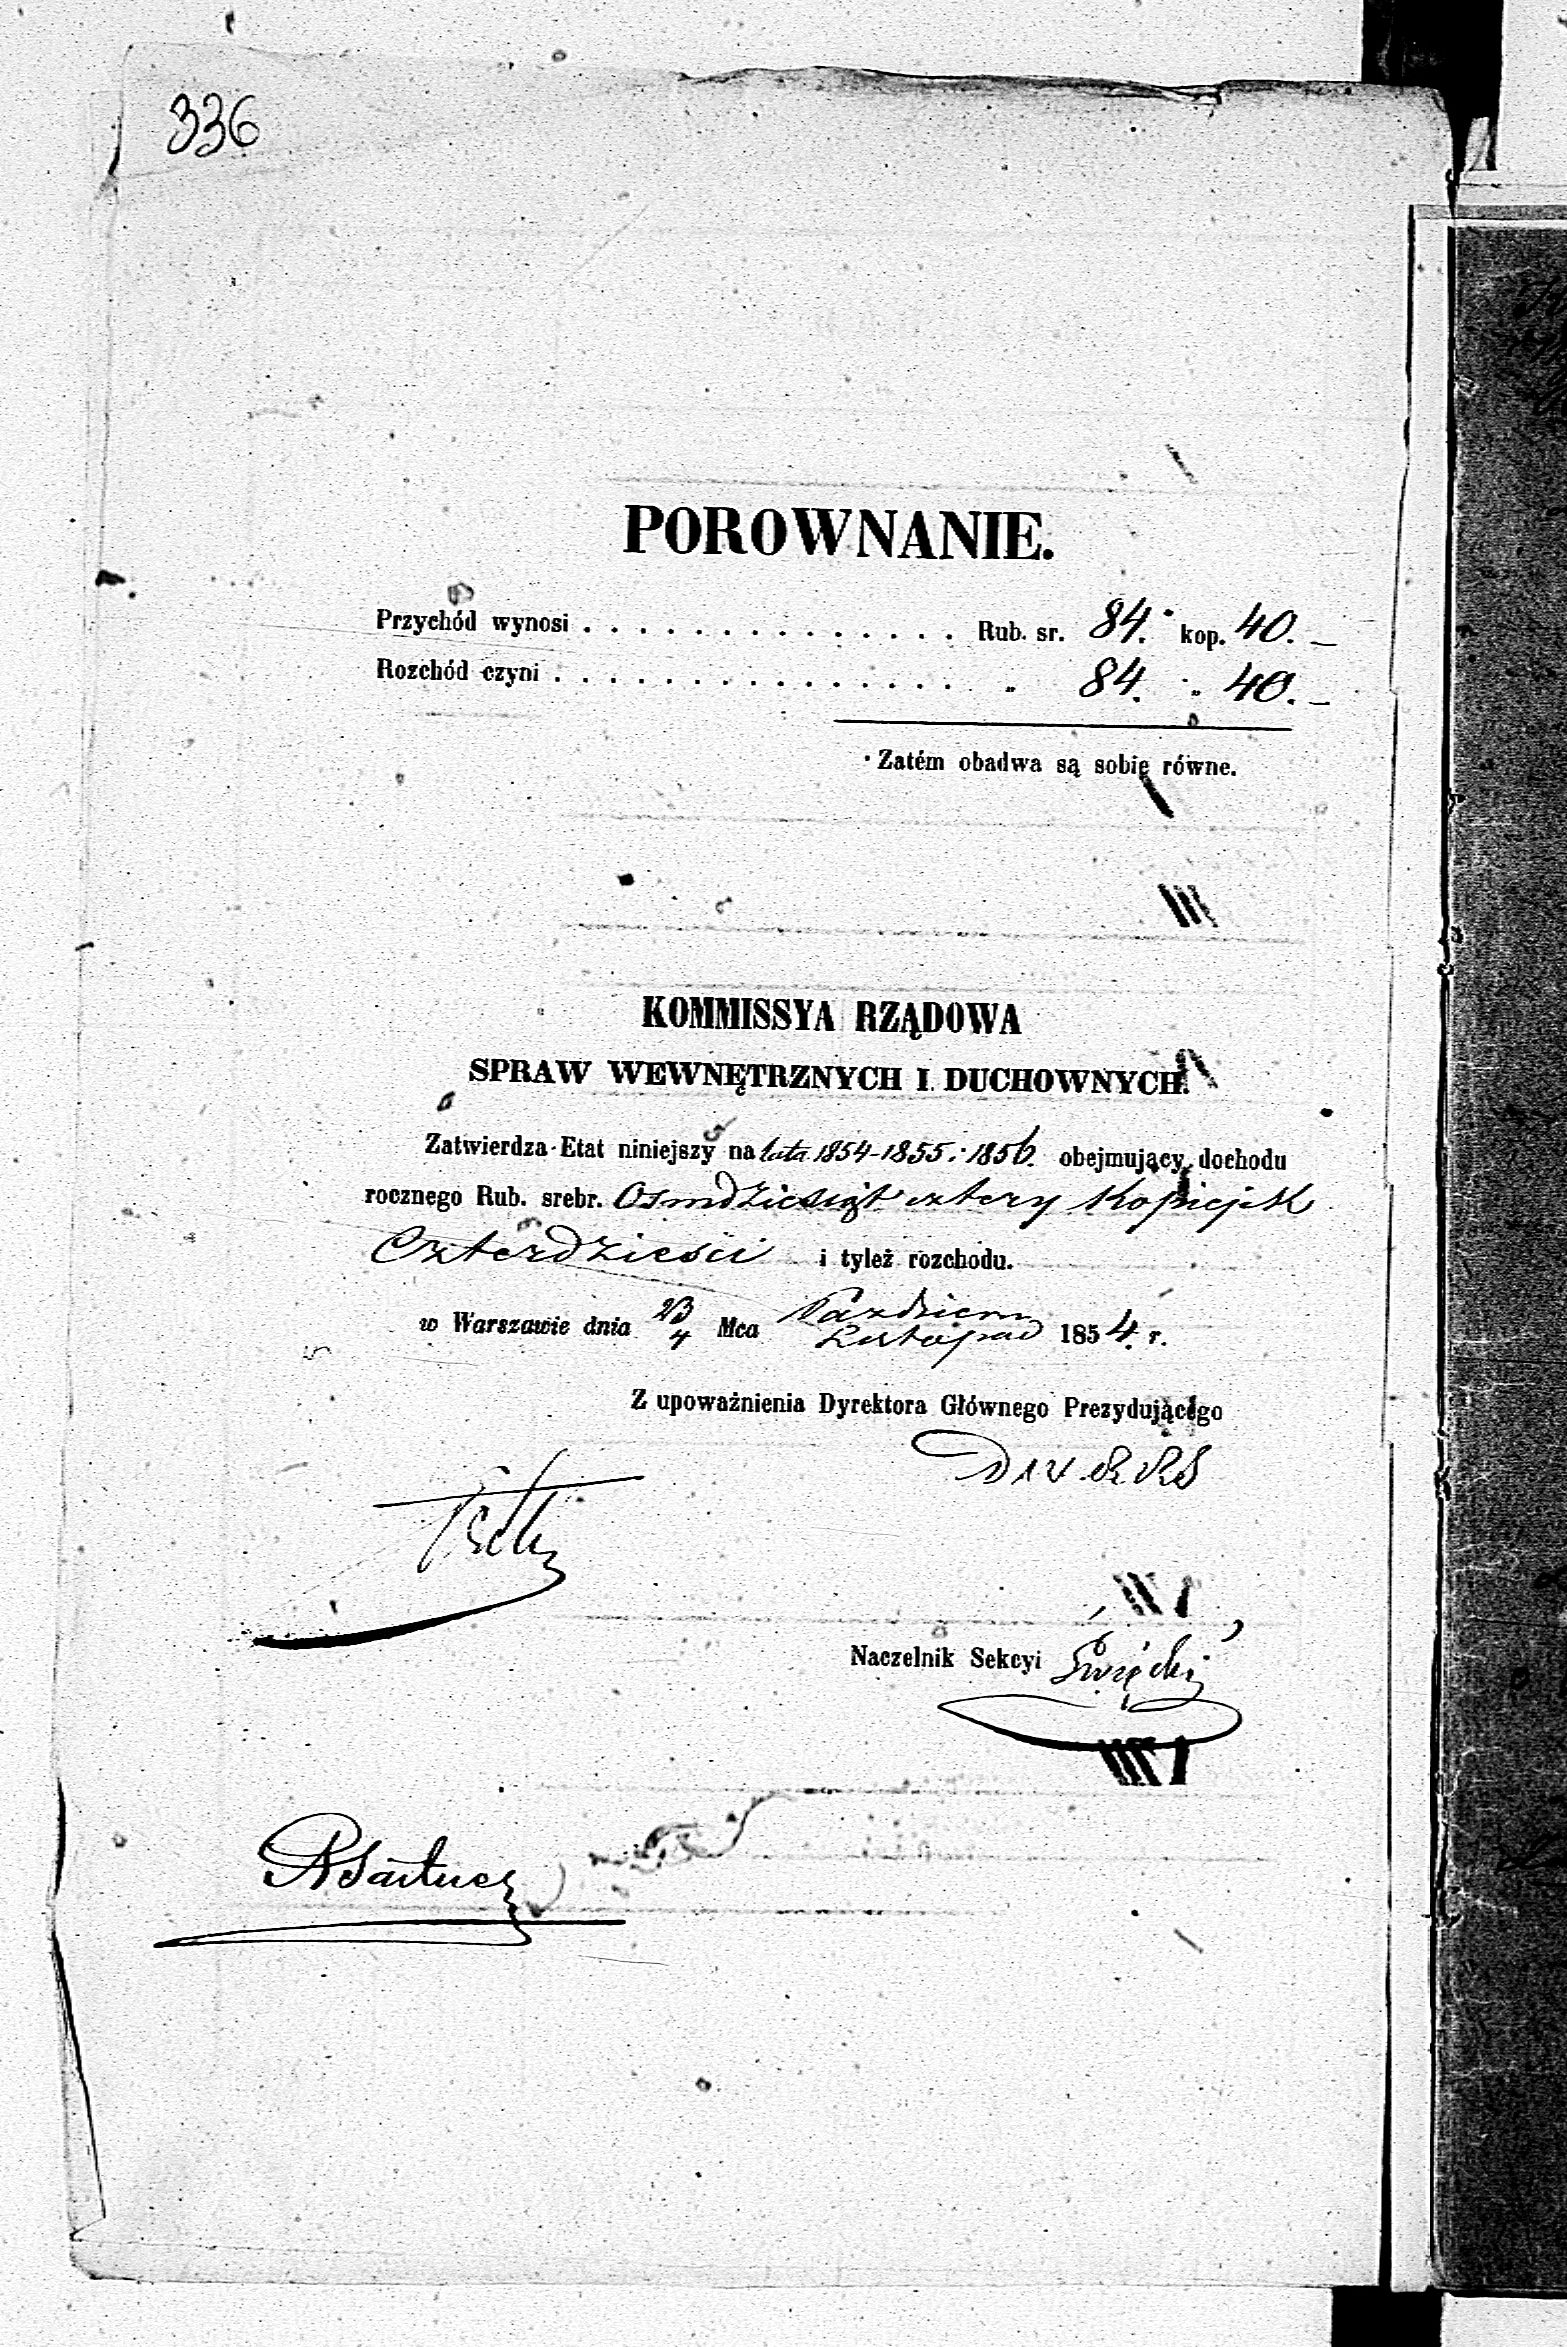 336
POROWNANIE.
Przychód wynosi . . . . . . . . . . . . . . Rub. sr. 84. kop. 40. —
Rozchód czyni . . . . . . . . . . . . . . . „ 84. „ 40. —
Zatém obadwa są sobie równe.
KOMMISSYA RZĄDOWA
SPRAW WEWNĘTRZNYCH I DUCHOWNYCH.
Zatwierdza Etat niniejszy na lata 1854-1855. 1856. obejmujący dochodu
rocznego Rub. srebr. Osmdziesiąt cztery Kopiejek
Czterdzieści i tyleż rozchodu.
w Warszawie dnia 23/4 Mca Październ/Listopad 1854. r.
Z upoważnienia Dyrektora Głównego Prezydującego
Naczelnik Sekcyi Święcki